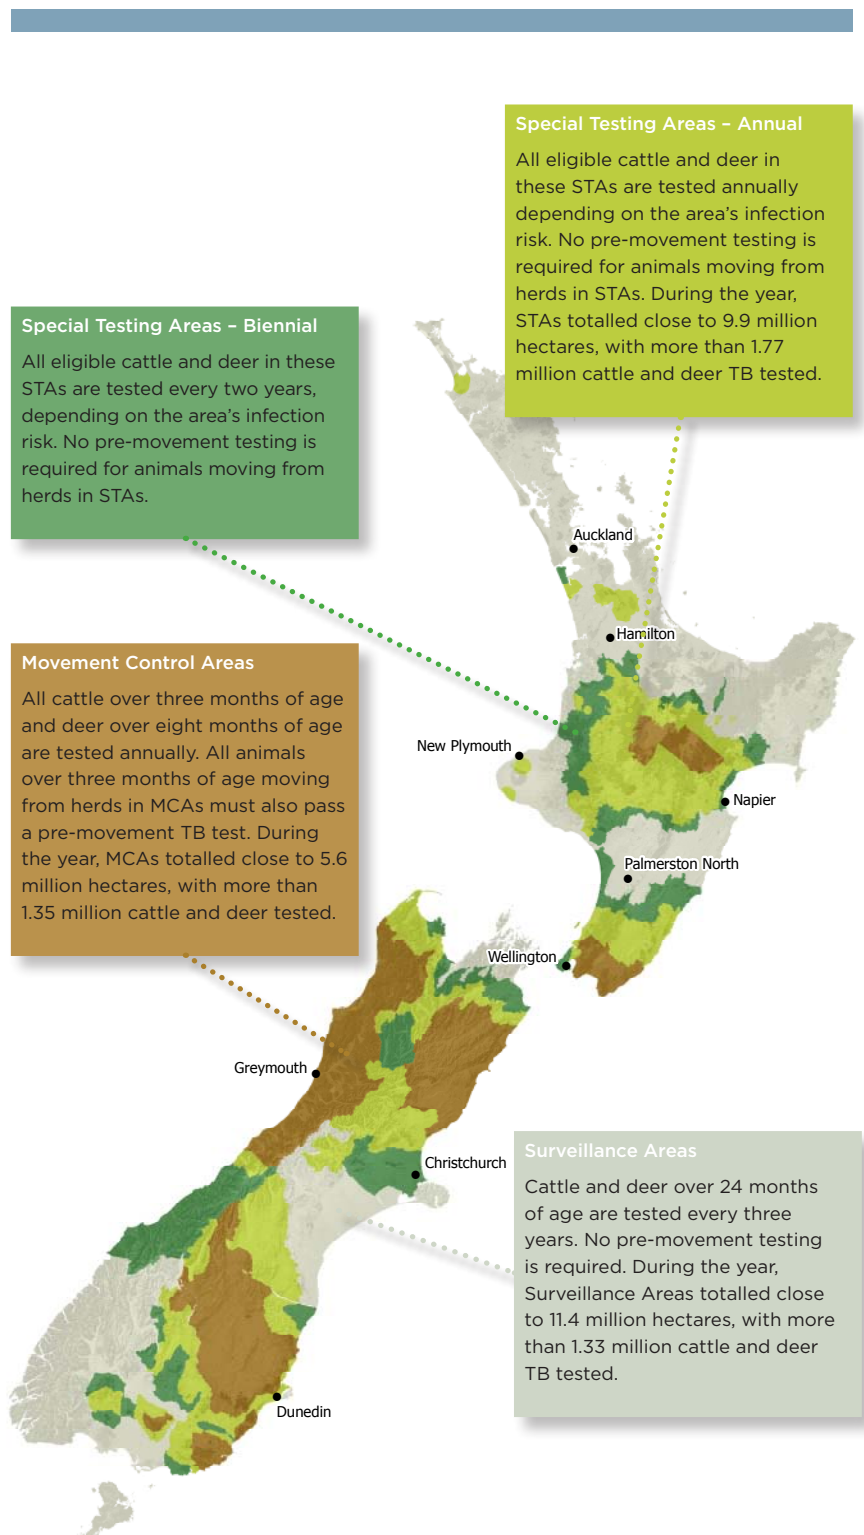 Special Testing Areas – Annual
All eligible cattle and deer in
these STAs are tested annually
depending on the area's infection
risk. No pre-movement testing is
required for animals moving from
herds in STAs. During the year,
STAs totalled close to 9.9 million
hectares, with more than 1.77
million cattle and deer TB tested.
Special Testing Areas – Biennial
All eligible cattle and deer in these
STAs are tested every two years,
depending on the area's infection
risk. No pre-movement testing is
required for animals moving from
herds in STAs.
Auckland
Hamilton
Movement Control Areas
All cattle over three months of age
and deer over eight months of age
are tested annually. All animals
over three months of age moving
from herds in MCAs must also pass
a pre-movement TB test. During
the year, MCAs totalled close to 5.6
million hectares, with more than
1.35 million cattle and deer tested.
New Plymouth
Napier
Palmerston North
Wellington
Greymouth
Christchurch
Surveillance Areas
Cattle and deer over 24 months
of age are tested every three
years. No pre-movement testing
is required. During the year,
Surveillance Areas totalled close
to 11.4 million hectares, with more
than 1.33 million cattle and deer
TB tested.
Dunedin